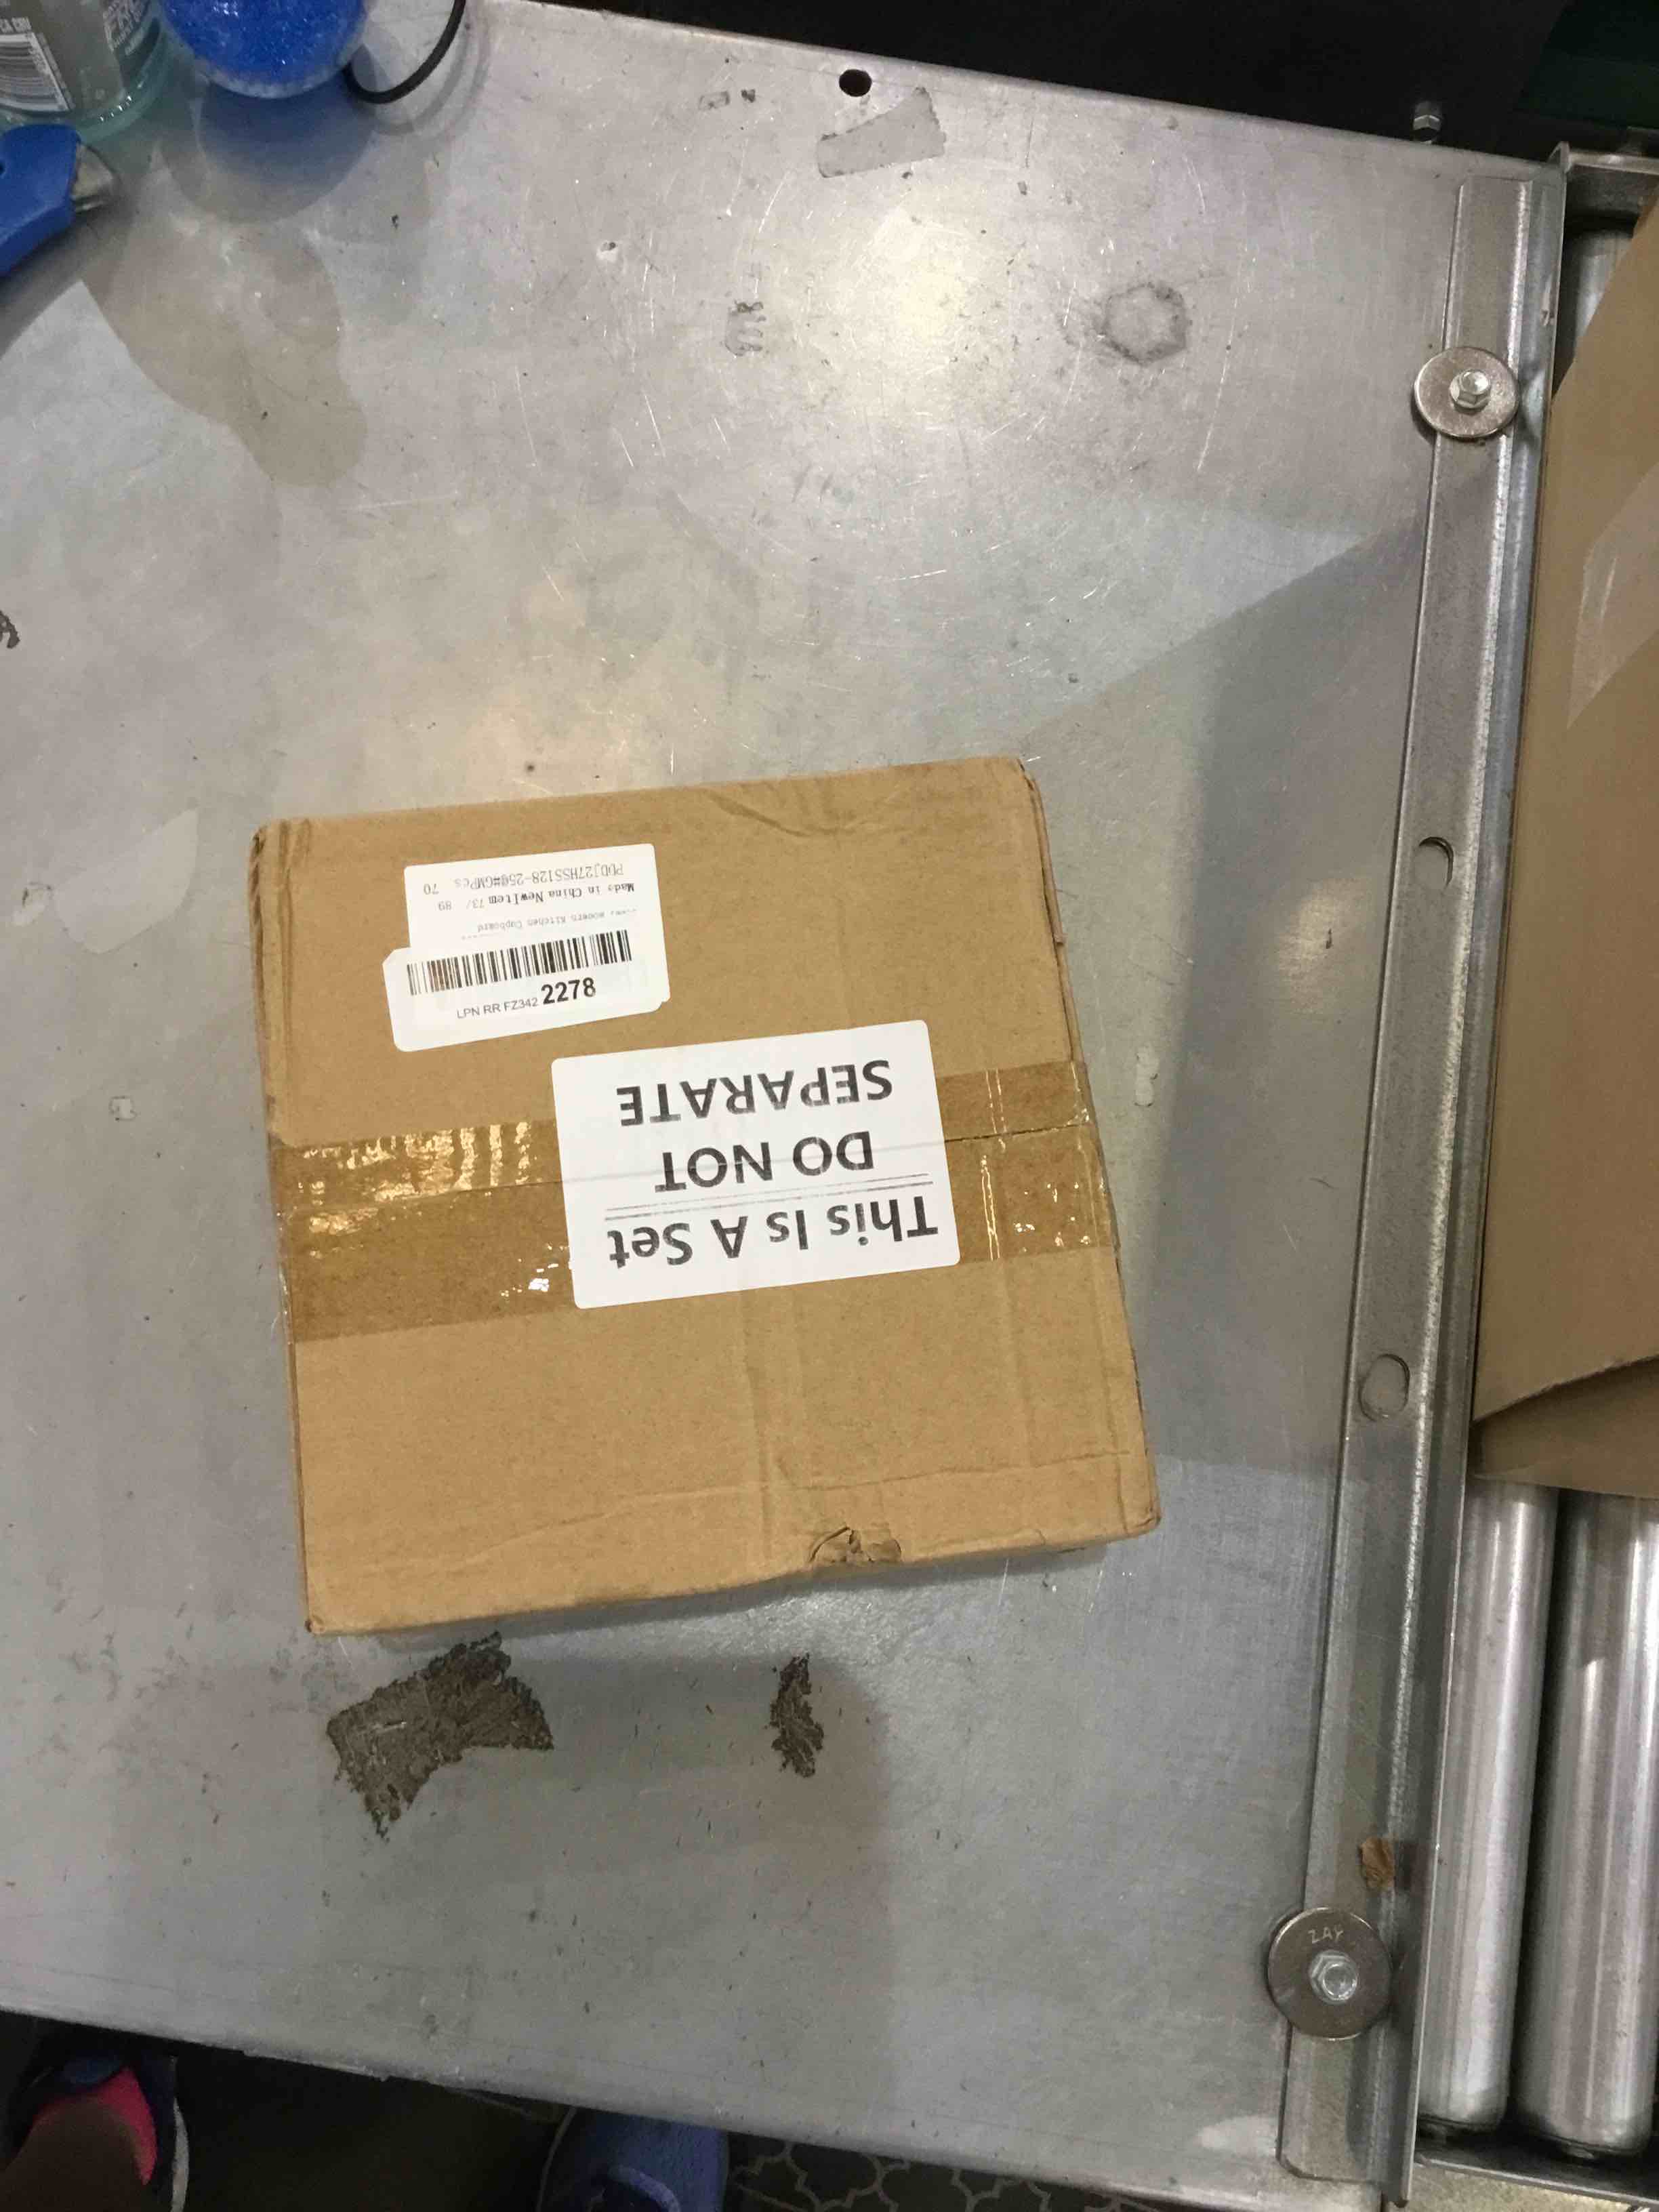 PDDJ27HSS128-250#GMPcs 70
Made in China NewItem 73/ 89
Kitchen Cupboard
LPN RR FZ342 2278
This Is A Set
DO NOT
SEPARATE
ZAY